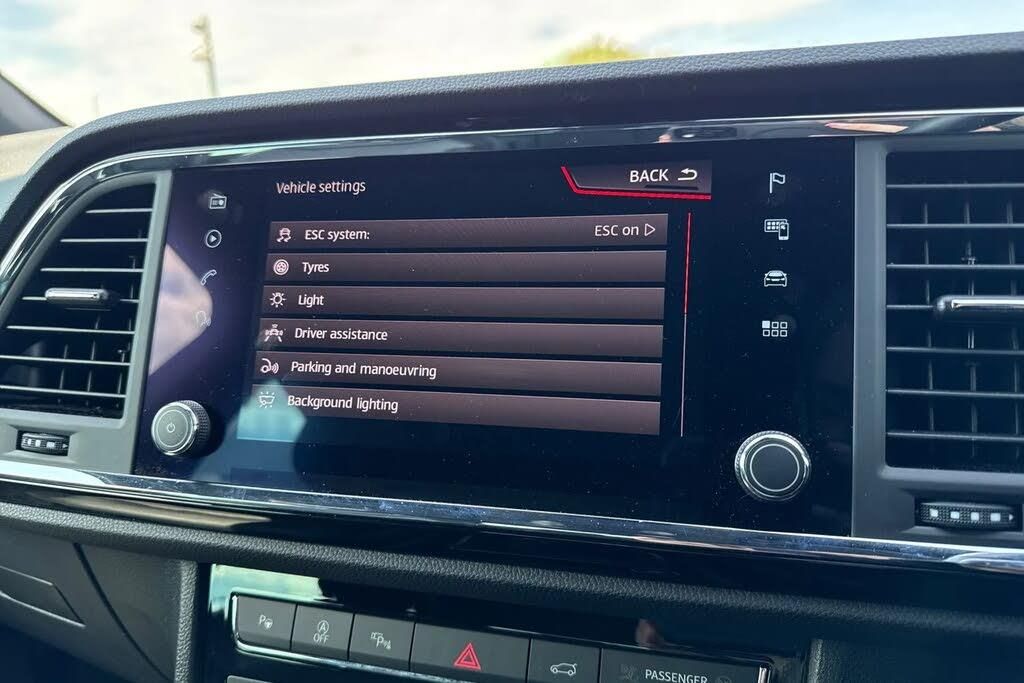 Vehicle settings
BACK
ESC system:
ESC on
Tyres
Light
Driver assistance
Parking and manoeuvring
Background lighting
P
A
OFF
P
PASSENGER